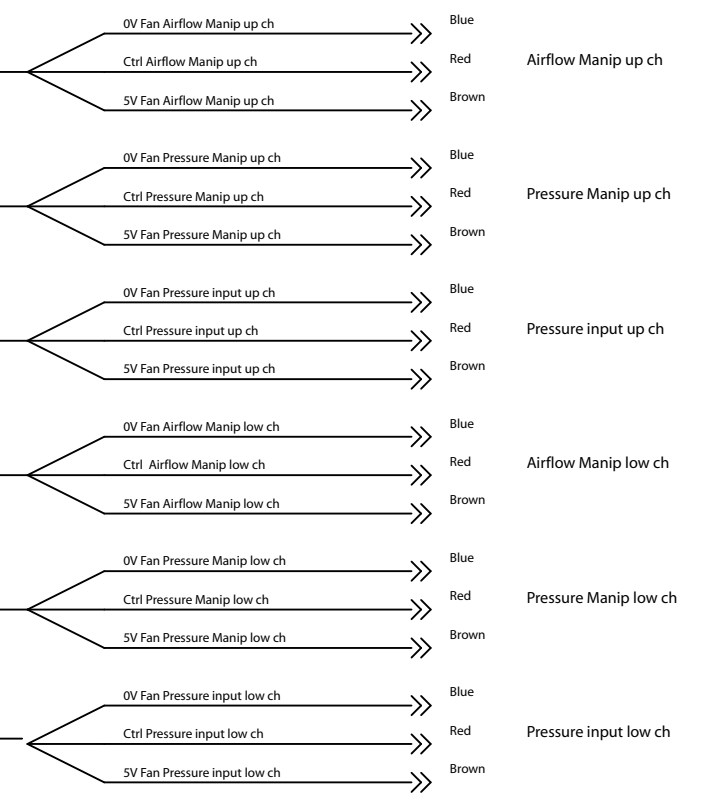 0V Fan Airflow Manip up ch Blue
Ctrl Airflow Manip up ch Red Airflow Manip up ch
5V Fan Airflow Manip up ch Brown
0V Fan Pressure Manip up ch Blue
Ctrl Pressure Manip up ch Red Pressure Manip up ch
5V Fan Pressure Manip up ch Brown
0V Fan Pressure input up ch Blue
Ctrl Pressure input up ch Red Pressure input up ch
5V Fan Pressure input up ch Brown
0V Fan Airflow Manip low ch Blue
Ctrl  Airflow Manip low ch Red Airflow Manip low ch
5V Fan Airflow Manip low ch Brown
0V Fan Pressure Manip low ch Blue
Ctrl Pressure Manip low ch Red Pressure Manip low ch
5V Fan Pressure Manip low ch Brown
0V Fan Pressure input low ch Blue
Ctrl Pressure input low ch Red Pressure input low ch
5V Fan Pressure input low ch Brown